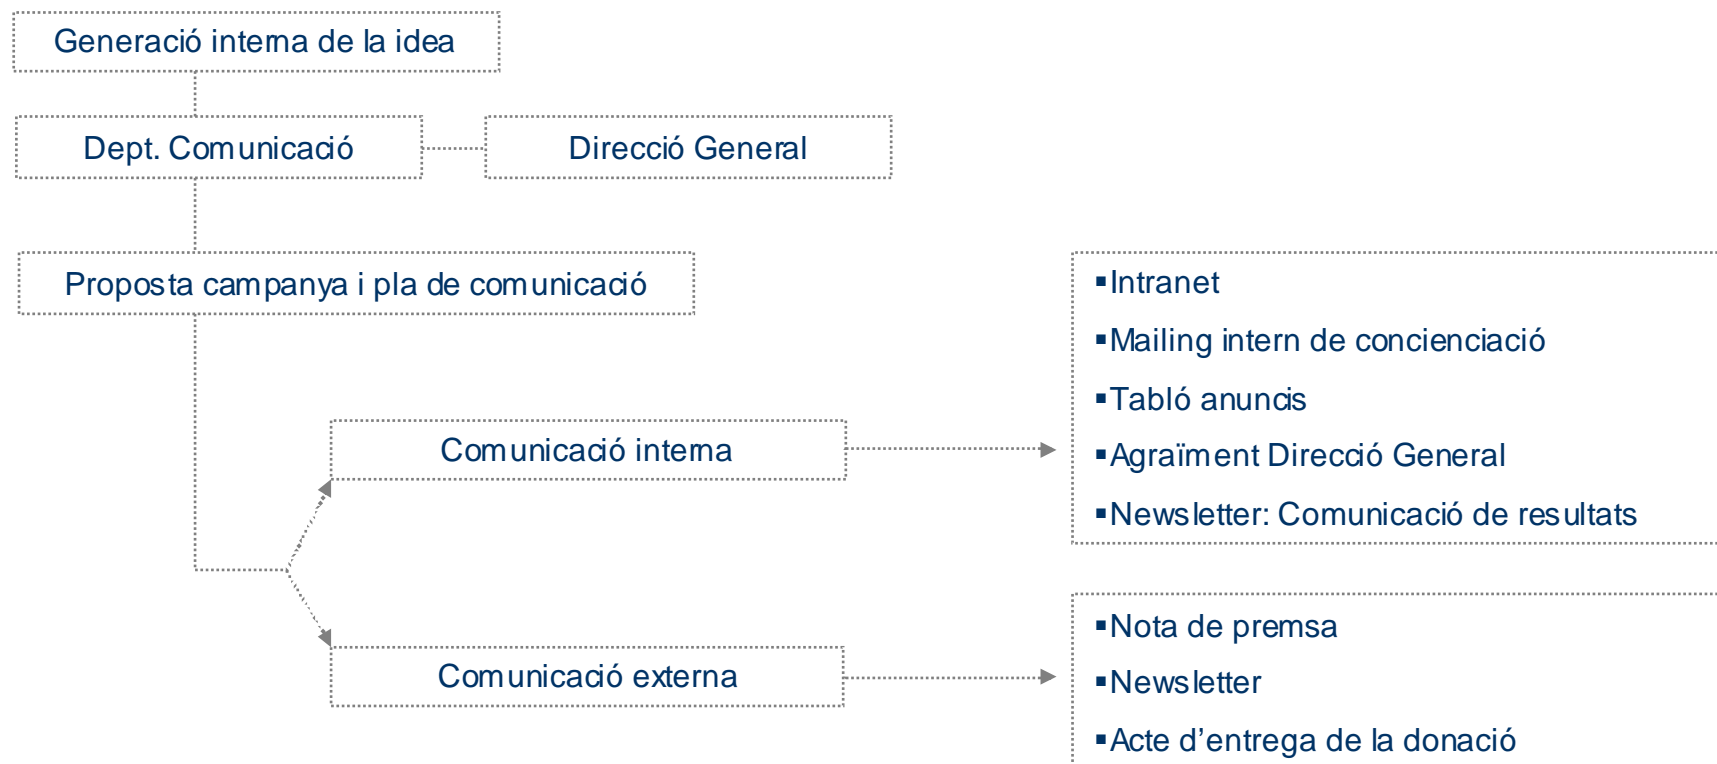 Generació interna de la idea
Dept. Comunicació
Direcció General
Proposta campanya i pla de comunicació
Comunicació interna
▪Intranet
▪Mailing intern de concienciació
▪Tabló anuncis
▪Agraïment Direcció General
▪Newsletter: Comunicació de resultats
Comunicació externa
▪Nota de premsa
▪Newsletter
▪Acte d’entrega de la donació